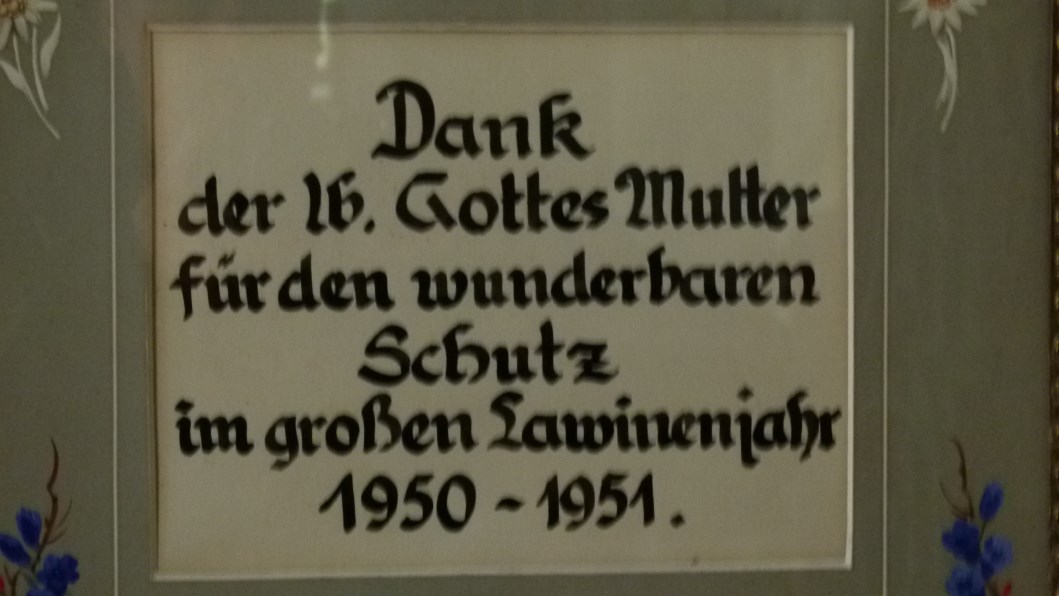 Dank
der lb. Gottes Mutter
für den wunderbaren
Schutz
im großen Lawinenjahr
1950 - 1951.